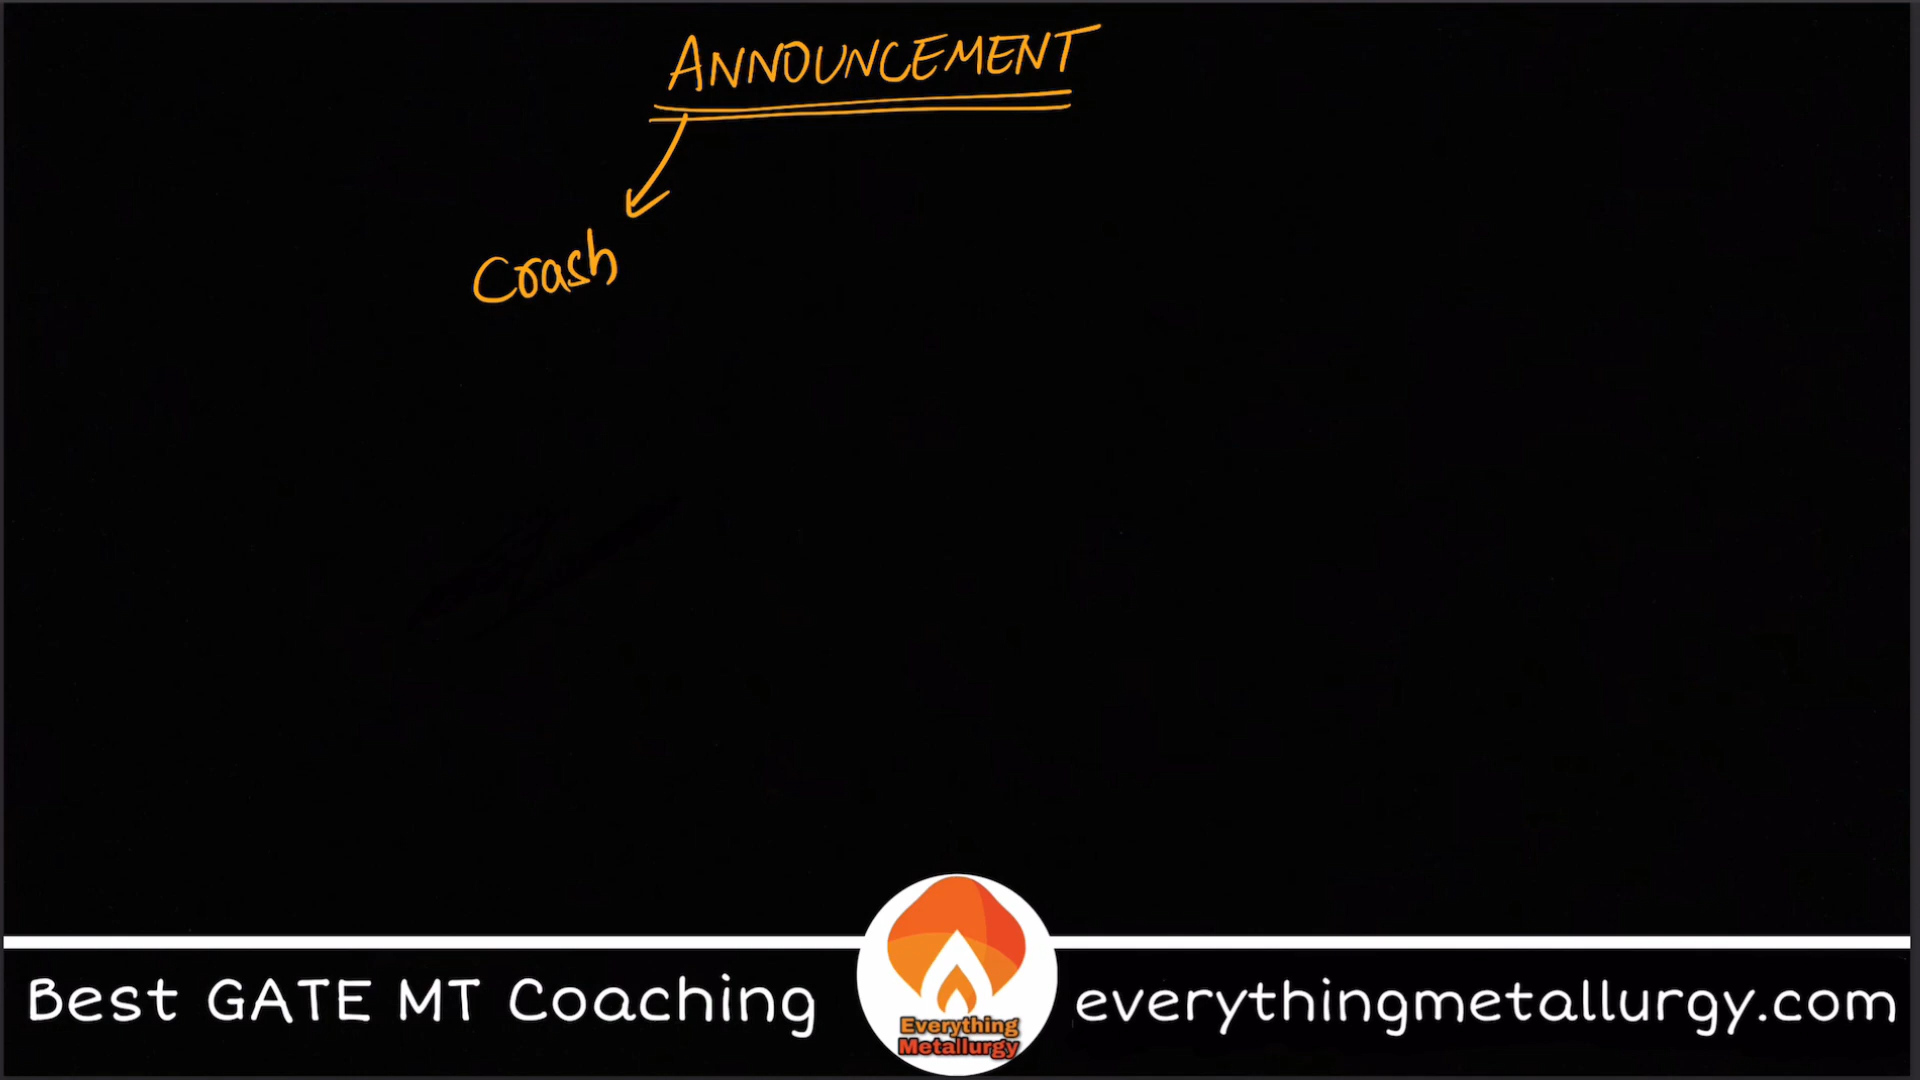 ANNOUNCEMENT
Crash
Best GATE MT Coaching
Everything
Metallurgy
everythingmetallurgy.com